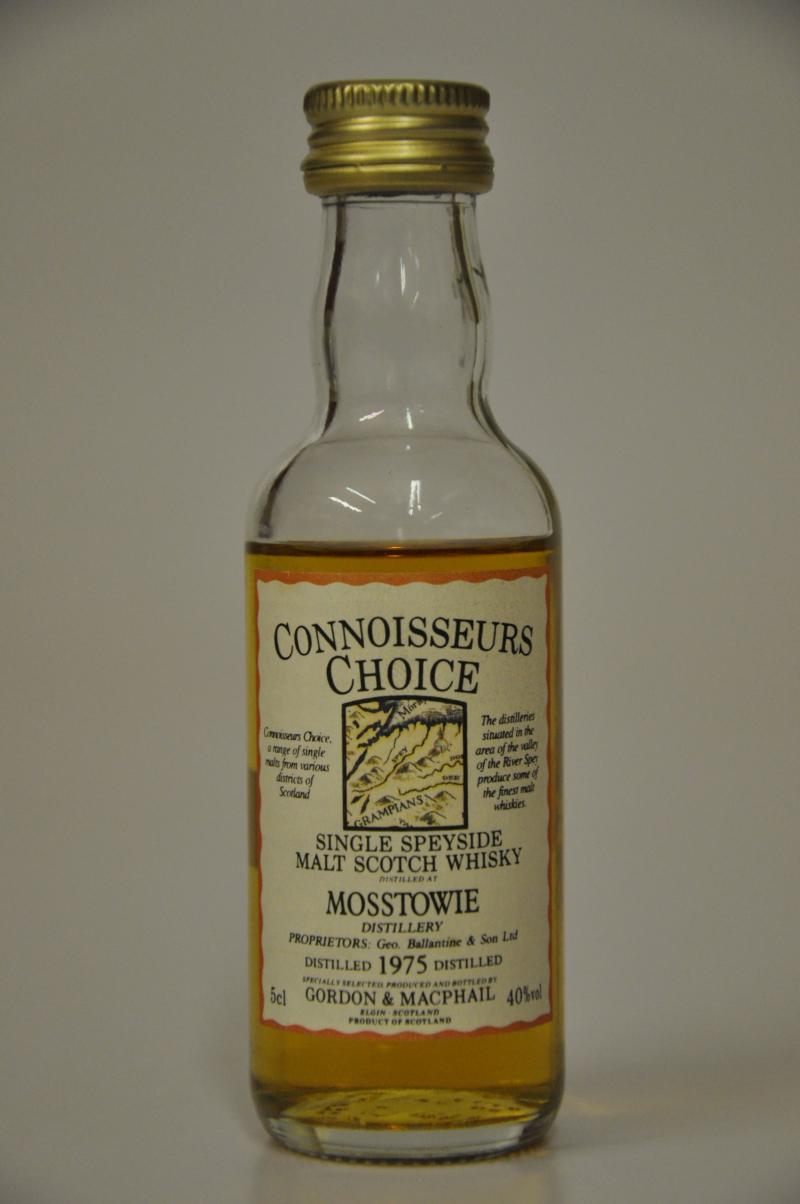 CONNOISSEURS
CHOICE
Connoisseurs Choice,
a range of single
malts from various
districts of
Scotland
Moray
SPEY
DEE
GRAMPIANS
The distilleries
situated in the
area of the valley
of the River Spey
produce some of
the finest malt
whiskies.
SINGLE SPEYSIDE
MALT SCOTCH WHISKY
DISTILLED AT
MOSSTOWIE
DISTILLERY
PROPRIETORS: Geo. Ballantine & Son Ltd
DISTILLED 1975 DISTILLED
SPECIALLY SELECTED, PRODUCED AND BOTTLED BY
5cl GORDON & MACPHAIL 40%vol
ELGIN · SCOTLAND
PRODUCT OF SCOTLAND